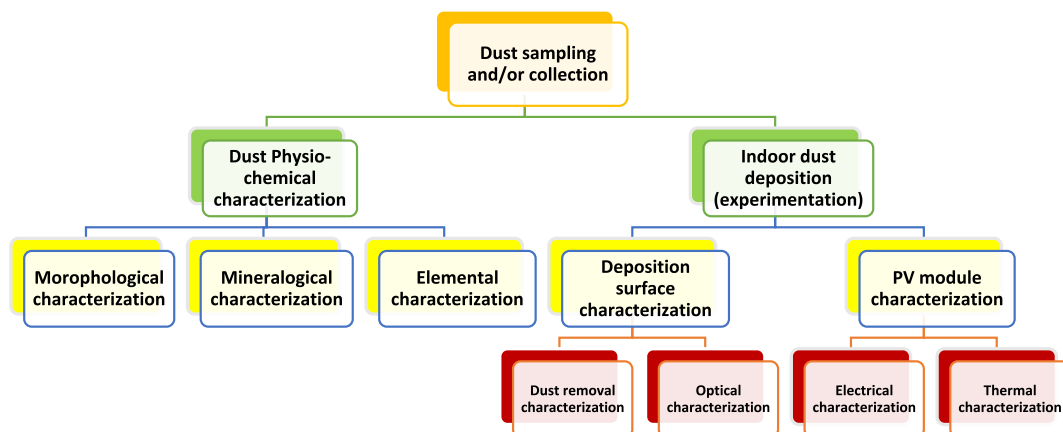 Dust sampling
and/or collection
Dust Physio-
chemical
characterization
Indoor dust
deposition
(experimentation)
Morophological
characterization
Mineralogical
characterization
Elemental
characterization
Deposition
surface
characterization
PV module
characterization
Dust removal
characterization
Optical
characterization
Electrical
characterization
Thermal
characterization